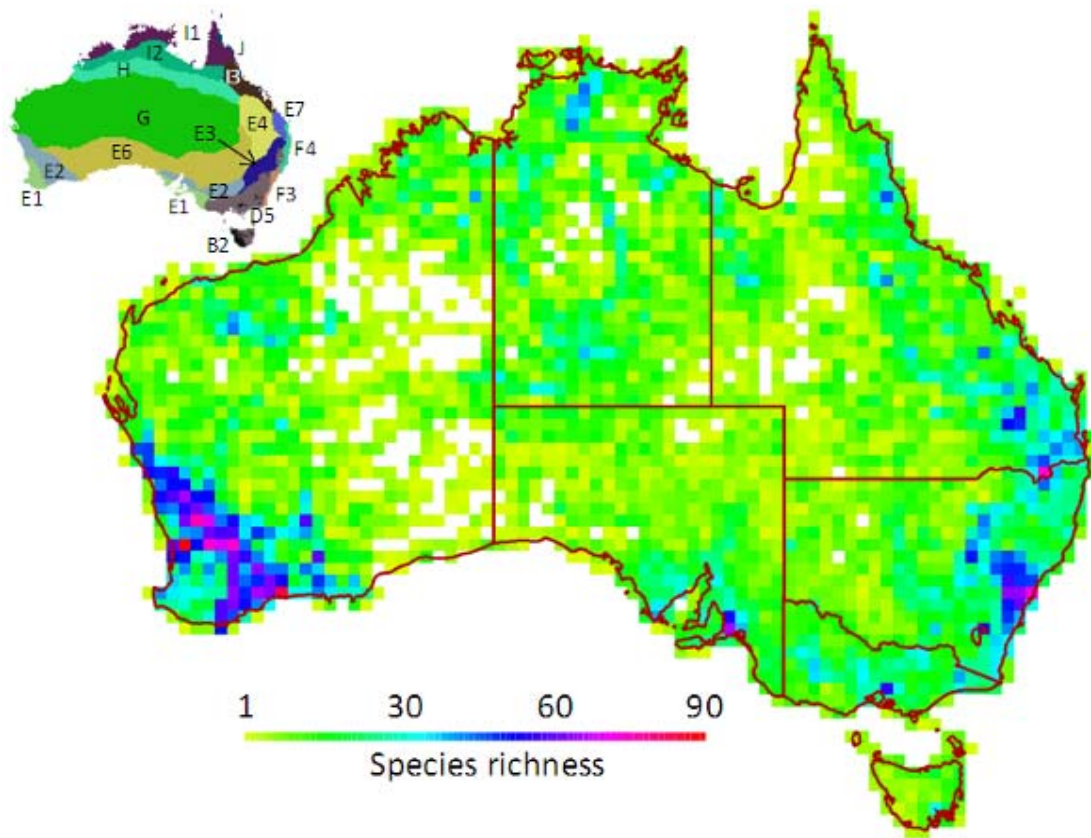 I1
J
I2
H
I3
E7
G
E4
E3
F4
E6
E2
F3
E1
E2
E1
D5
B2
1 30 60 90
Species richness